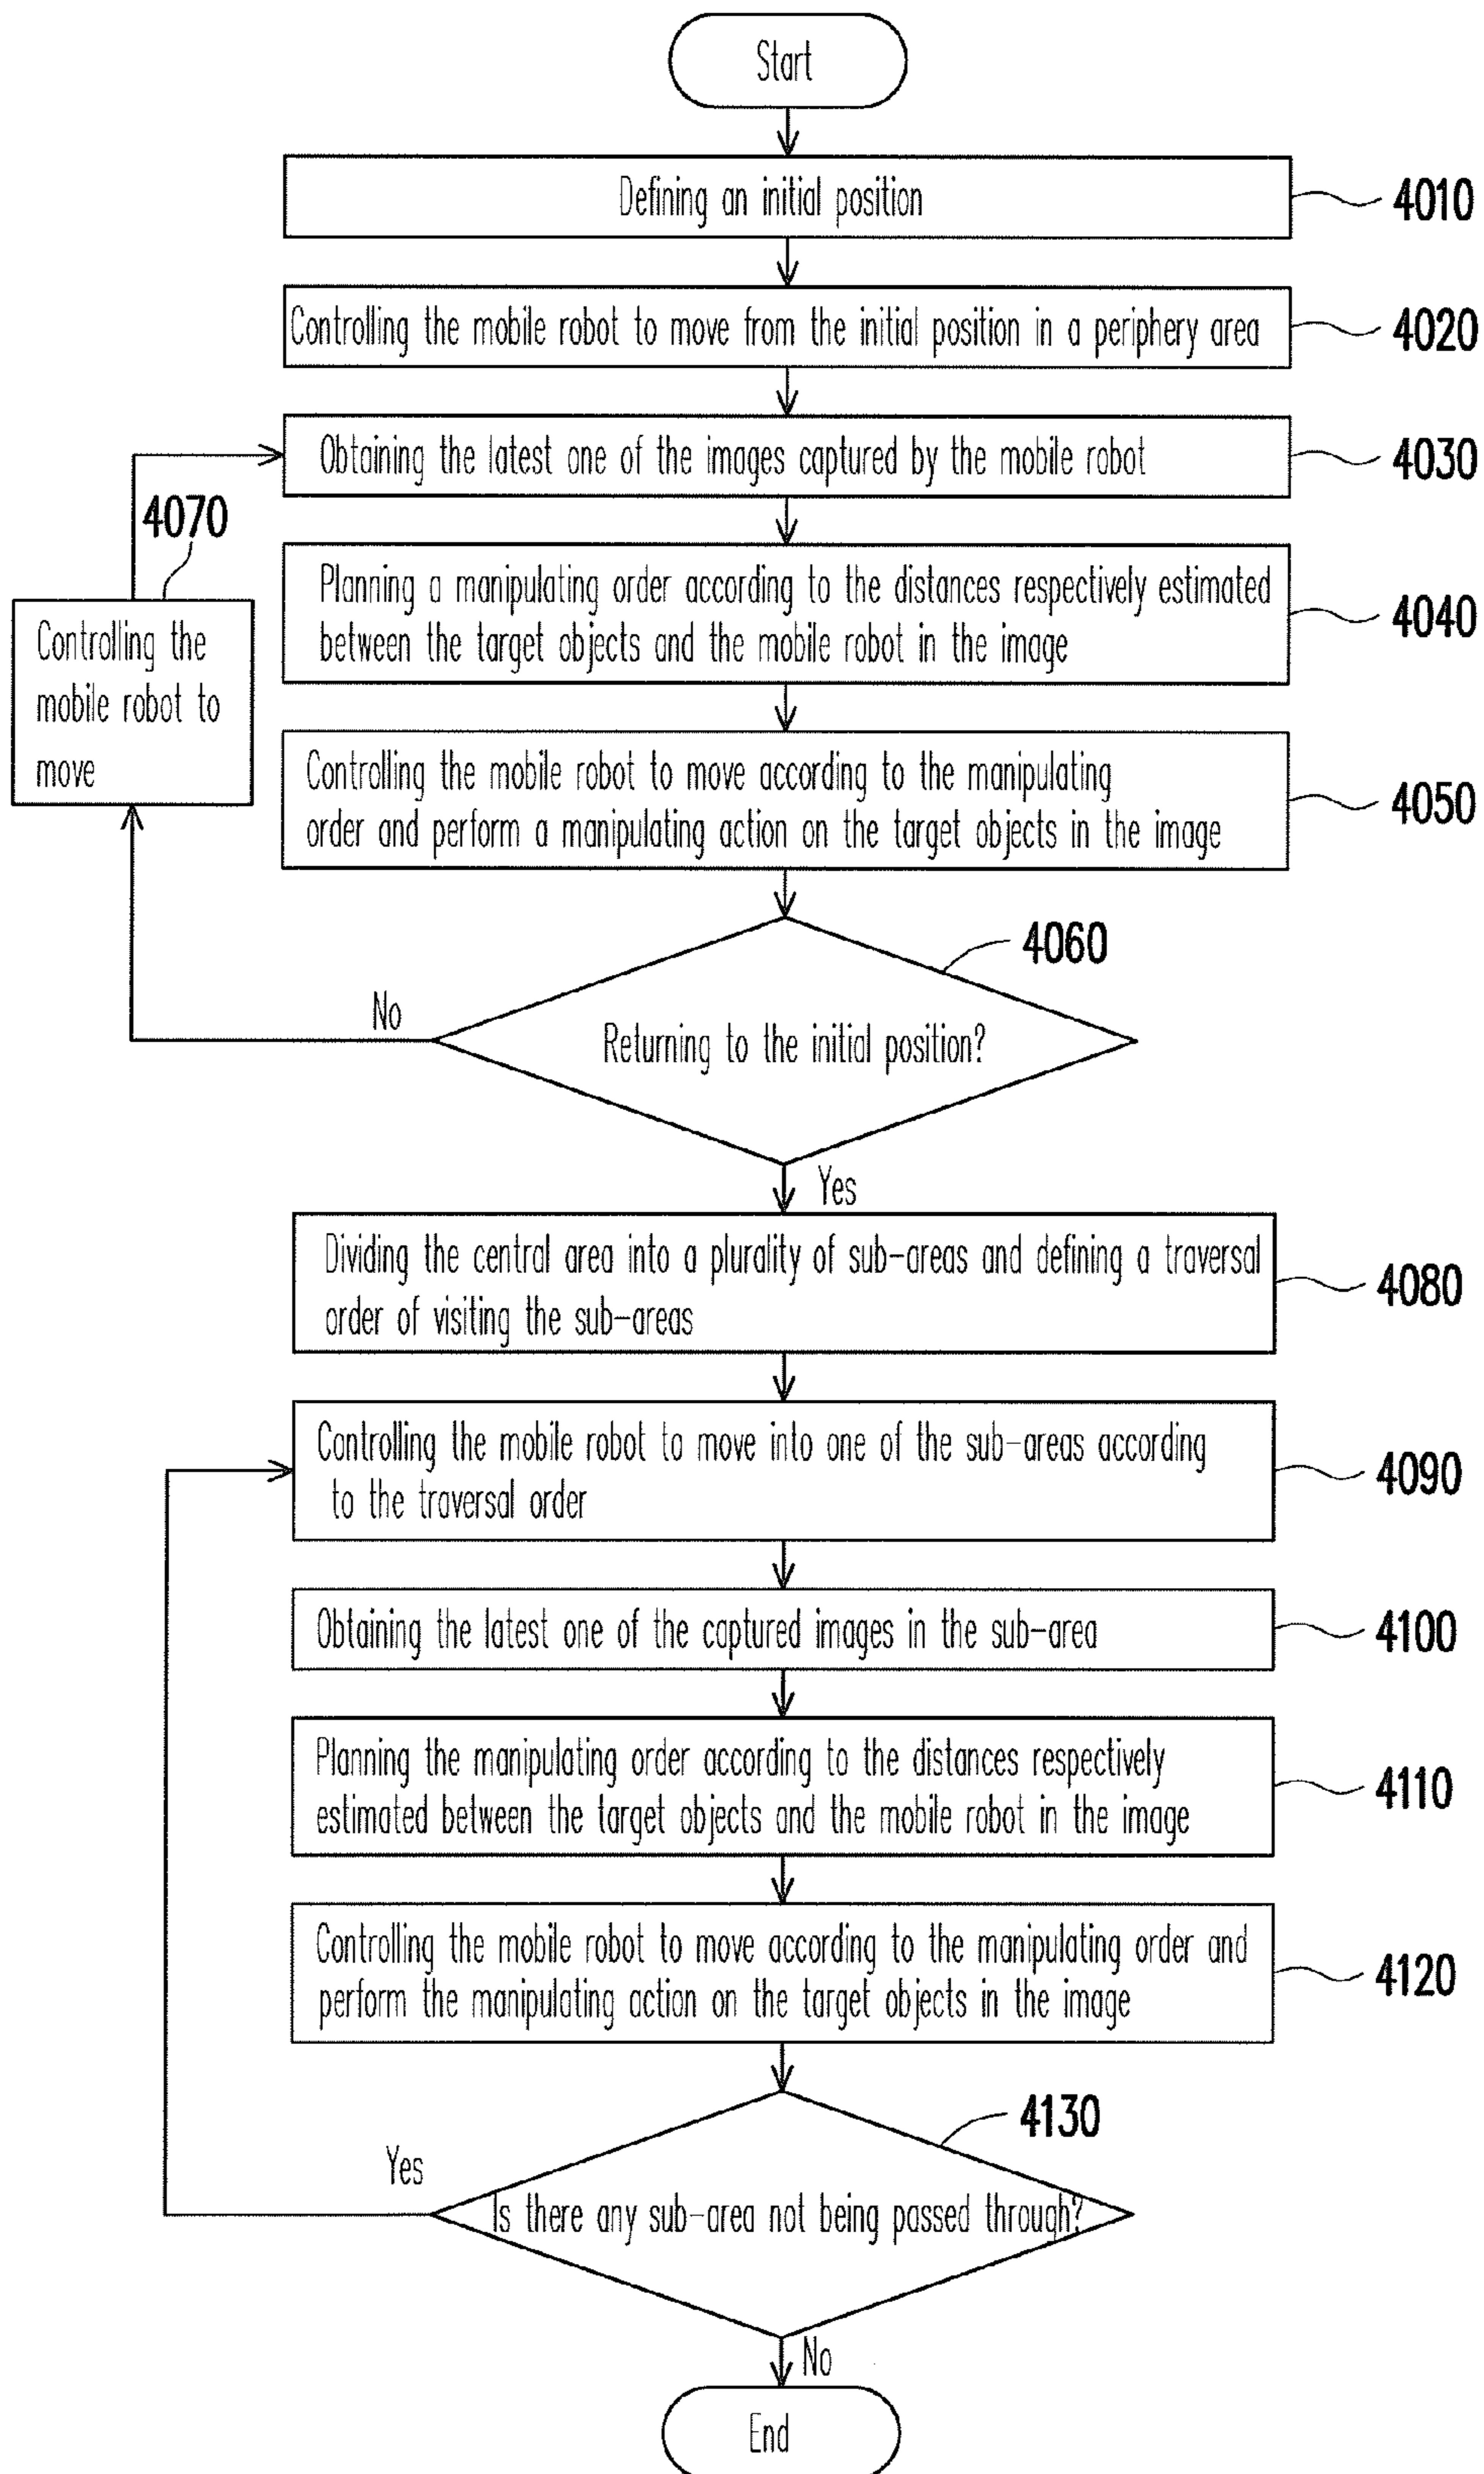 Start
Defining an initial position
4010
Controlling the mobile robot to move from the initial position in a periphery area
4020
Obtaining the latest one of the images captured by the mobile robot
4030
4070
Controlling the
mobile robot to
move
Planning a manipulating order according to the distances respectively estimated
between the target objects and the mobile robot in the image
4040
Controlling the mobile robot to move according to the manipulating
order and perform a manipulating action on the target objects in the image
4050
4060
No
Returning to the initial position?
Yes
Dividing the central area into a plurality of sub-areas and defining a traversal
order of visiting the sub-areas
4080
Controlling the mobile robot to move into one of the sub-areas according
to the traversal order
4090
Obtaining the latest one of the captured images in the sub-area
4100
Planning the manipulating order according to the distances respectively
estimated between the target objects and the mobile robot in the image
4110
Controlling the mobile robot to move according to the manipulating order and
perform the manipulating action on the target objects in the image
4120
4130
Yes
Is there any sub-area not being passed through?
No
End